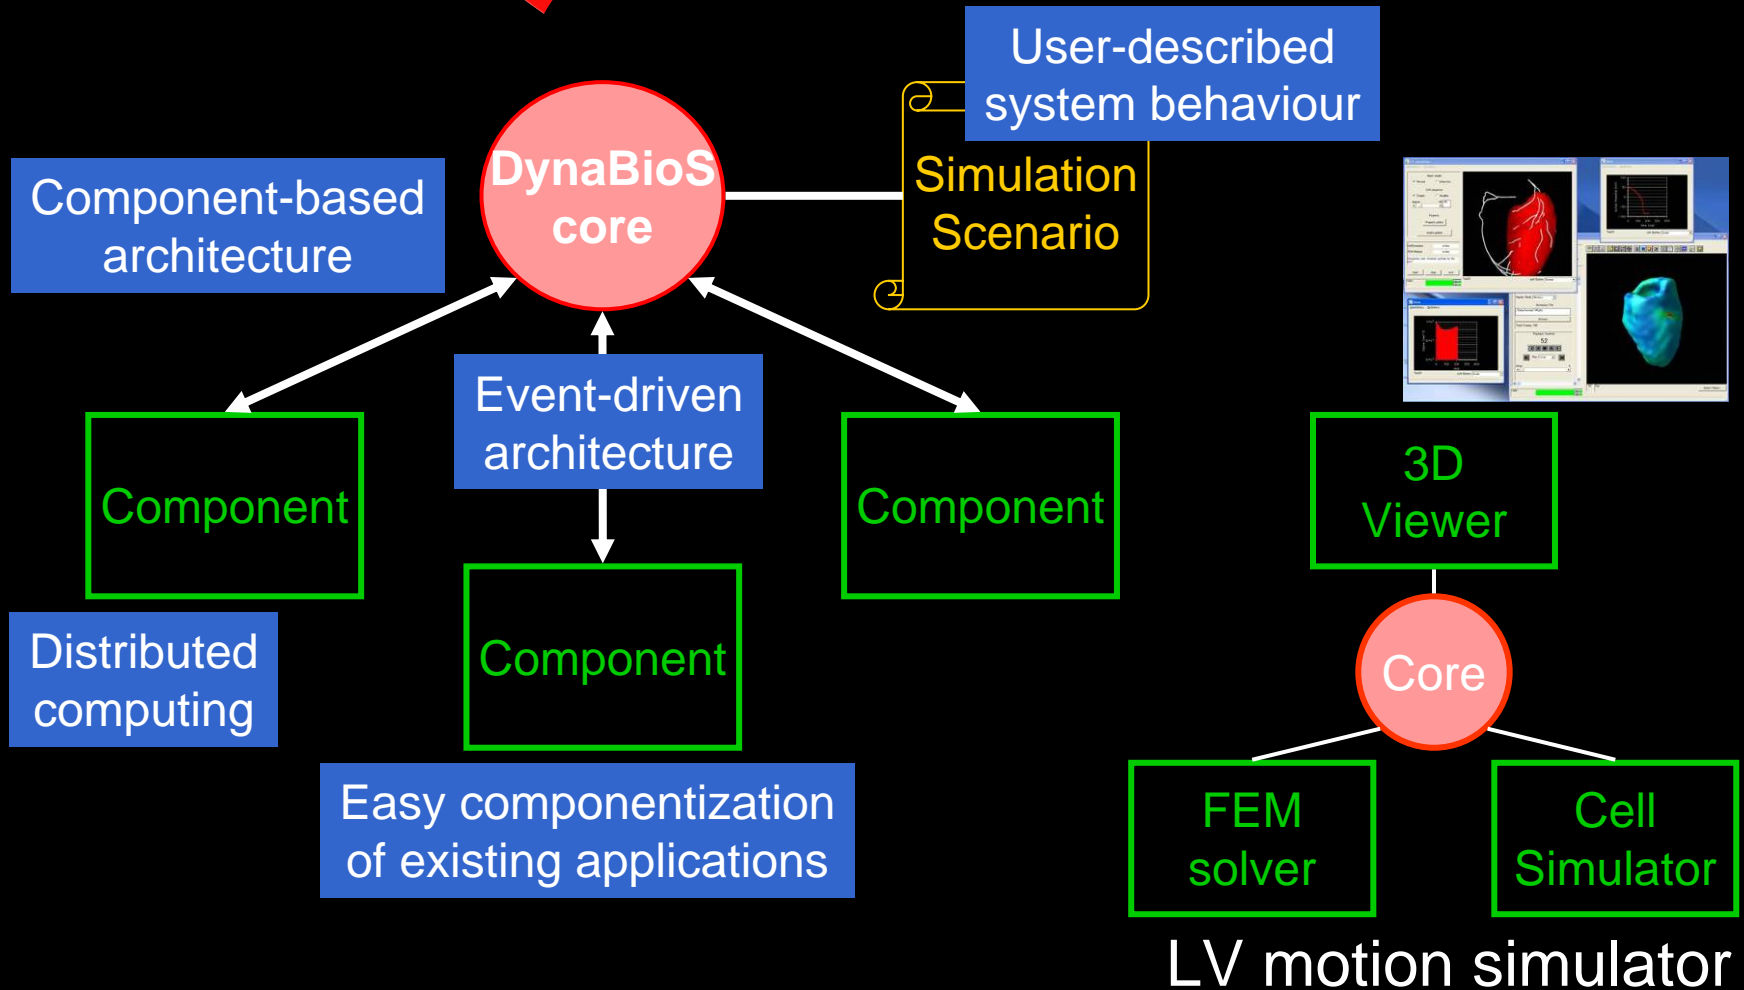 User-described
system behaviour
DynaBioS
core
Simulation
Scenario
Component-based
architecture
Event-driven
architecture
Component
Component
Component
Distributed
computing
Easy componentization
of existing applications
3D
Viewer
Core
FEM
solver
Cell
Simulator
LV motion simulator
52